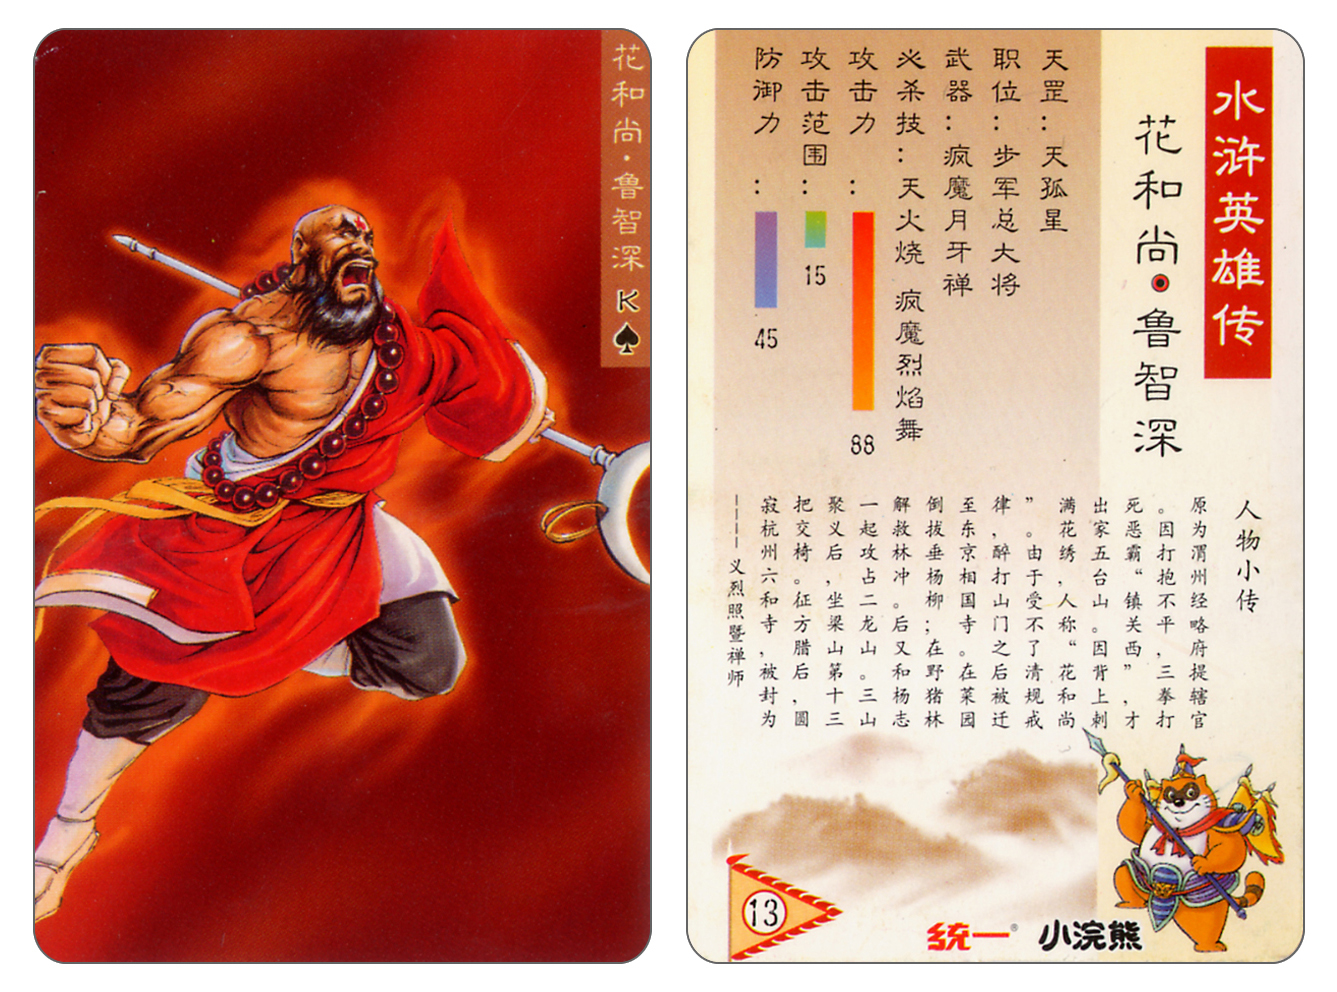 花和尚·鲁智深 K♠
水浒英雄传
花和尚·鲁智深
天罡：天孤星
职位：步军总大将
武器：疯魔月牙禅
必杀技：天火烧 疯魔烈焰舞
攻击力：88
攻击范围：15
防御力：45
人物小传
原为渭州经略府提辖官
。因打抱不平，三拳打
死恶霸“镇关西”，才
出家五台山。因背上刺
满花绣，人称“花和尚
”。由于受不了清规戒
律，醉打山门之后被迁
至东京相国寺。在菜园
倒拔垂杨柳；在野猪林
解救林冲。后又和杨志
一起攻占二龙山。三山
聚义后，坐梁山第十三
把交椅。征方腊后，圆
寂杭州六和寺，被封为
————义烈照暨禅师
13
统一® 小浣熊